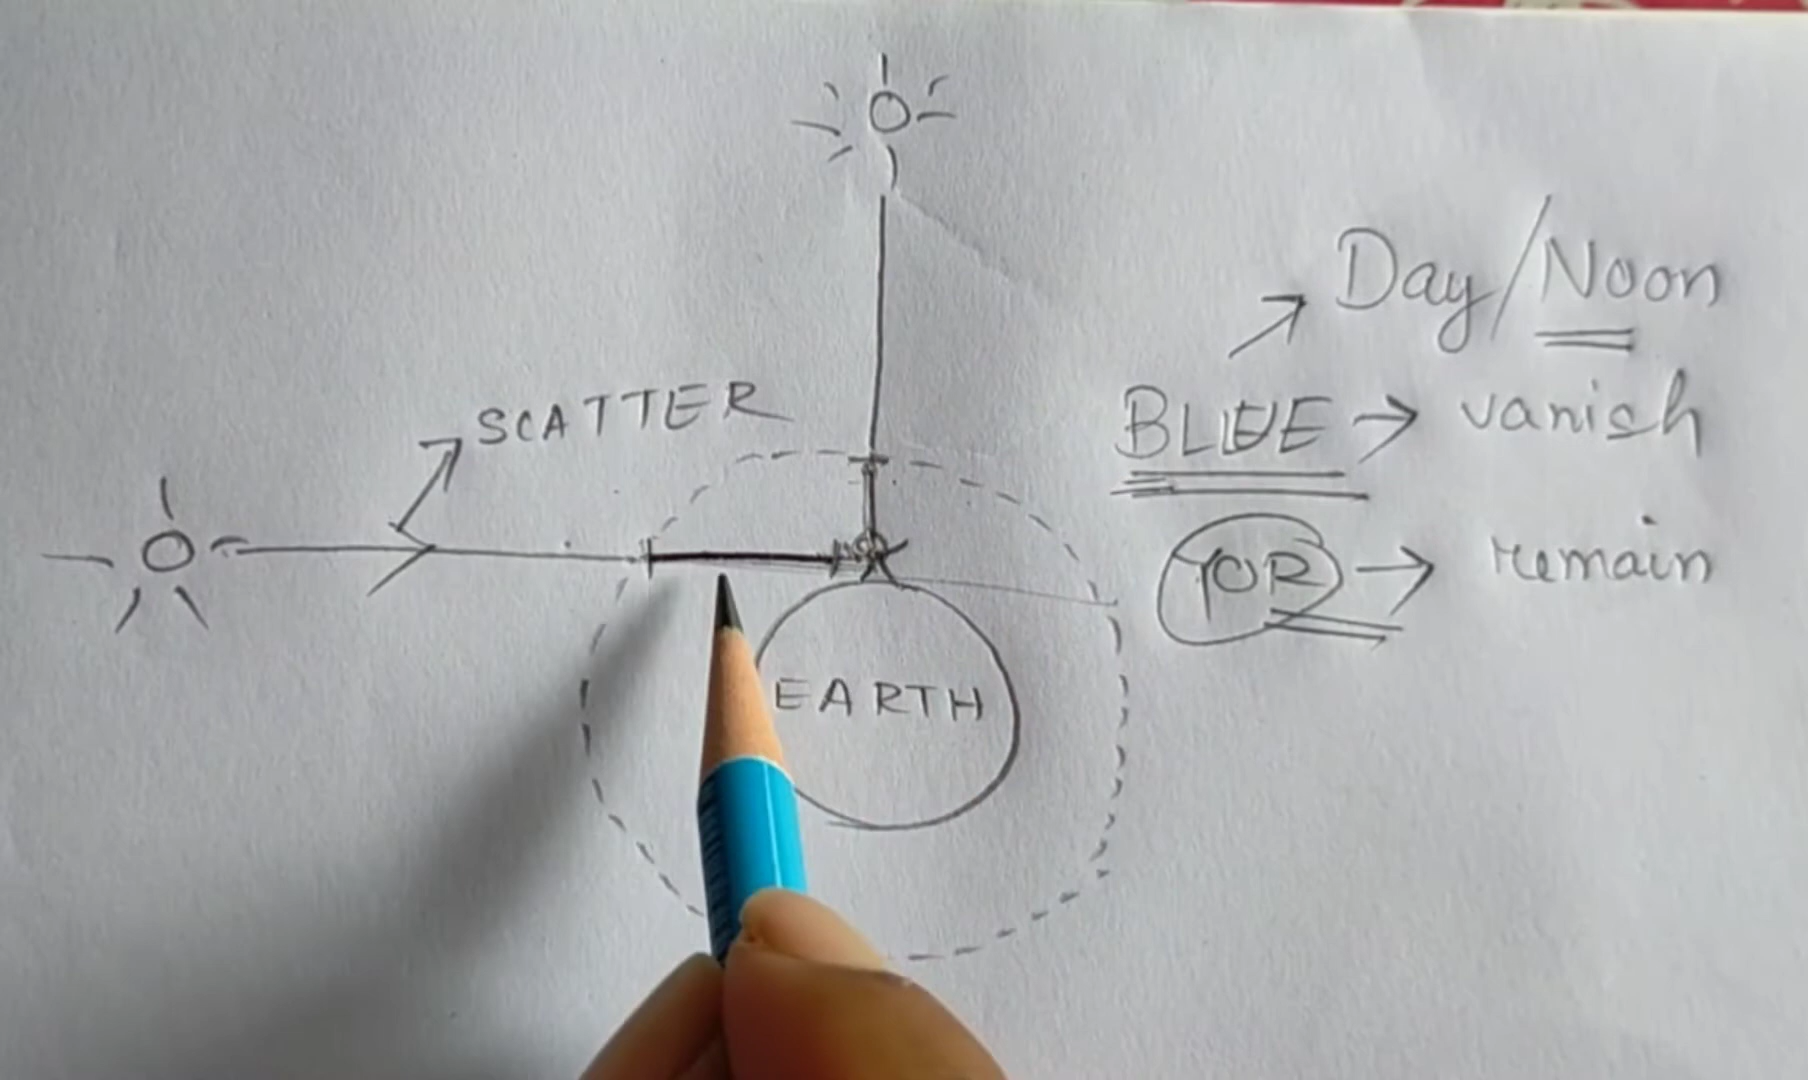 Day/Noon
SCATTER
BLUE → vanish
YOR → remain
EARTH